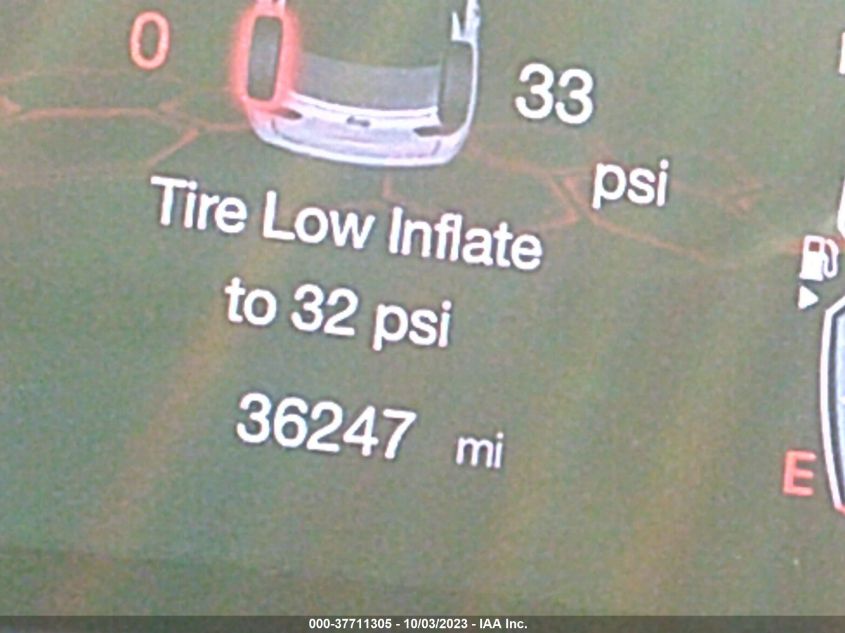 0
33
psi
Tire Low Inflate
to 32 psi
36247 mi
E
000-37711305 - 10/03/2023 - IAA Inc.